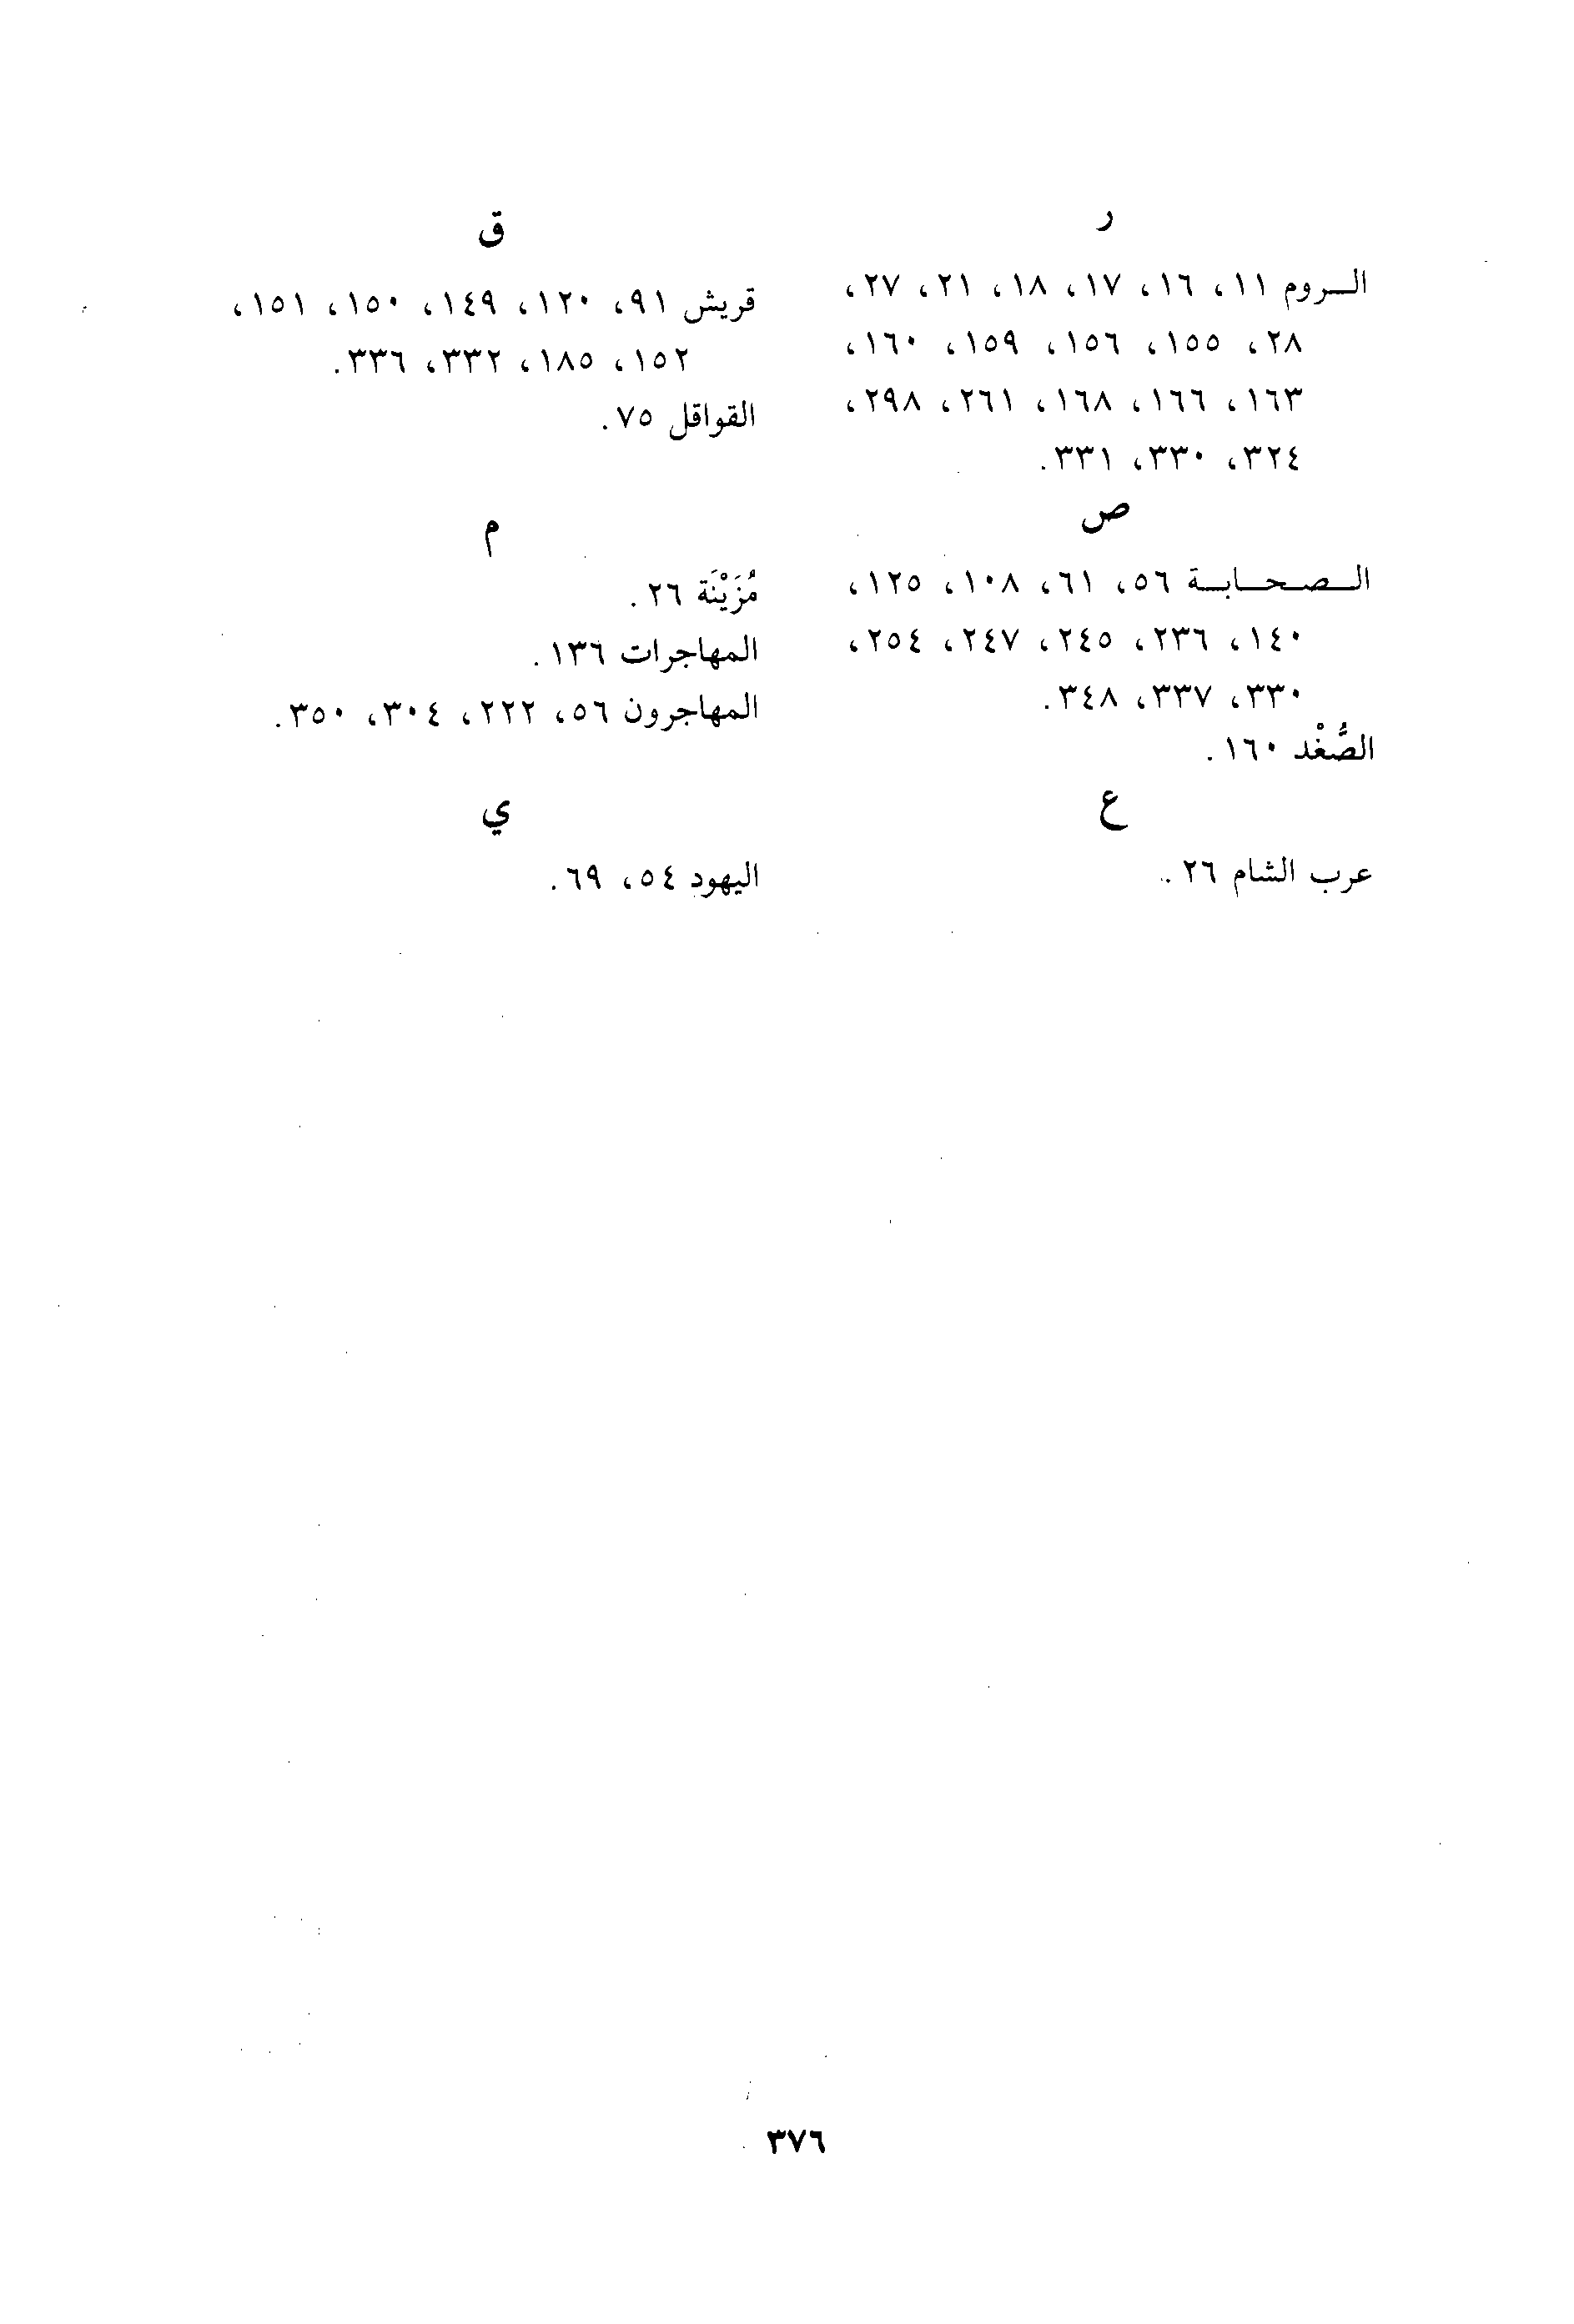 ر
الروم ١١، ١٦، ١٧، ١٨، ٢١، ٢٧،
٢٨، ١٥٥، ١٥٦، ١٥٩، ١٦٠،
١٦٣، ١٦٦، ١٦٨، ٢٦١، ٢٩٨،
٣٢٤، ٣٣٠، ٣٣١.
ص
الصحابة ٥٦، ٦١، ١٠٨، ١٢٥،
١٤٠، ٢٣٦، ٢٤٥، ٢٤٧، ٢٥٤،
٣٣٠، ٣٣٧، ٣٤٨.
الصُّغْد ١٦٠.
ع
عرب الشام ٢٦.
ق
قريش ٩١، ١٢٠، ١٤٩، ١٥٠، ١٥١،
١٥٢، ١٨٥، ٣٣٢، ٣٣٦.
القواقل ٧٥.
م
مُزَيْنَة ٢٦.
المهاجرات ١٣٦.
المهاجرون ٥٦، ٢٢٢، ٣٠٤، ٣٥٠.
ي
اليهود ٥٤، ٦٩.
٣٧٦